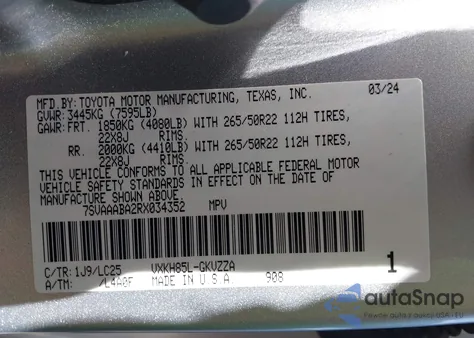 MFD.BY:TOYOTA MOTOR MANUFACTURING, TEXAS, INC. 03/24
GVWR:3445KG (7595LB)
GAWR:FRT. 1850KG (4080LB) WITH 265/50R22 112H TIRES,
22X8J RIMS.
RR. 2000KG (4410LB) WITH 265/50R22 112H TIRES,
22X8J RIMS.
THIS VEHICLE CONFORMS TO ALL APPLICABLE FEDERAL MOTOR
VEHICLE SAFETY STANDARDS IN EFFECT ON THE DATE OF
MANUFACTURE SHOWN ABOVE.
7SVAAABA2RX034352 MPV
C/TR:1J9/LC25 VXKH85L-GKVZZA 1
A/TM: /L4A0F MADE IN U.S.A 908
autoSnap